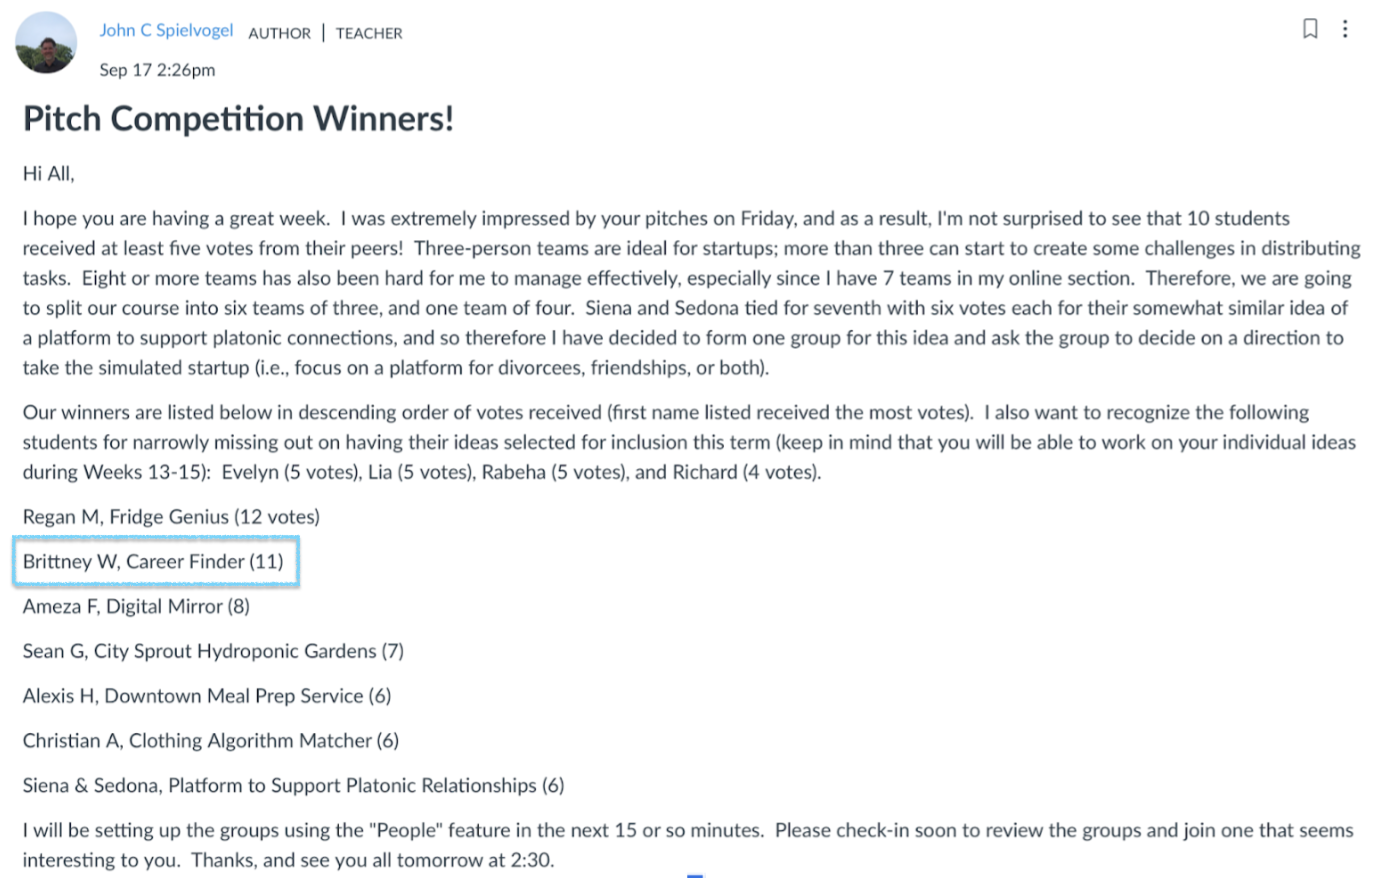 John C Spielvogel AUTHOR | TEACHER
Sep 17 2:26pm
Pitch Competition Winners!
Hi All,
I hope you are having a great week.  I was extremely impressed by your pitches on Friday, and as a result, I'm not surprised to see that 10 students
received at least five votes from their peers!  Three-person teams are ideal for startups; more than three can start to create some challenges in distributing
tasks.  Eight or more teams has also been hard for me to manage effectively, especially since I have 7 teams in my online section.  Therefore, we are going
to split our course into six teams of three, and one team of four.  Siena and Sedona tied for seventh with six votes each for their somewhat similar idea of
a platform to support platonic connections, and so therefore I have decided to form one group for this idea and ask the group to decide on a direction to
take the simulated startup (i.e., focus on a platform for divorcees, friendships, or both).
Our winners are listed below in descending order of votes received (first name listed received the most votes).  I also want to recognize the following
students for narrowly missing out on having their ideas selected for inclusion this term (keep in mind that you will be able to work on your individual ideas
during Weeks 13-15):  Evelyn (5 votes), Lia (5 votes), Rabeha (5 votes), and Richard (4 votes).
Regan M, Fridge Genius (12 votes)
Brittney W, Career Finder (11)
Ameza F, Digital Mirror (8)
Sean G, City Sprout Hydroponic Gardens (7)
Alexis H, Downtown Meal Prep Service (6)
Christian A, Clothing Algorithm Matcher (6)
Siena & Sedona, Platform to Support Platonic Relationships (6)
I will be setting up the groups using the "People" feature in the next 15 or so minutes.  Please check-in soon to review the groups and join one that seems
interesting to you.  Thanks, and see you all tomorrow at 2:30.